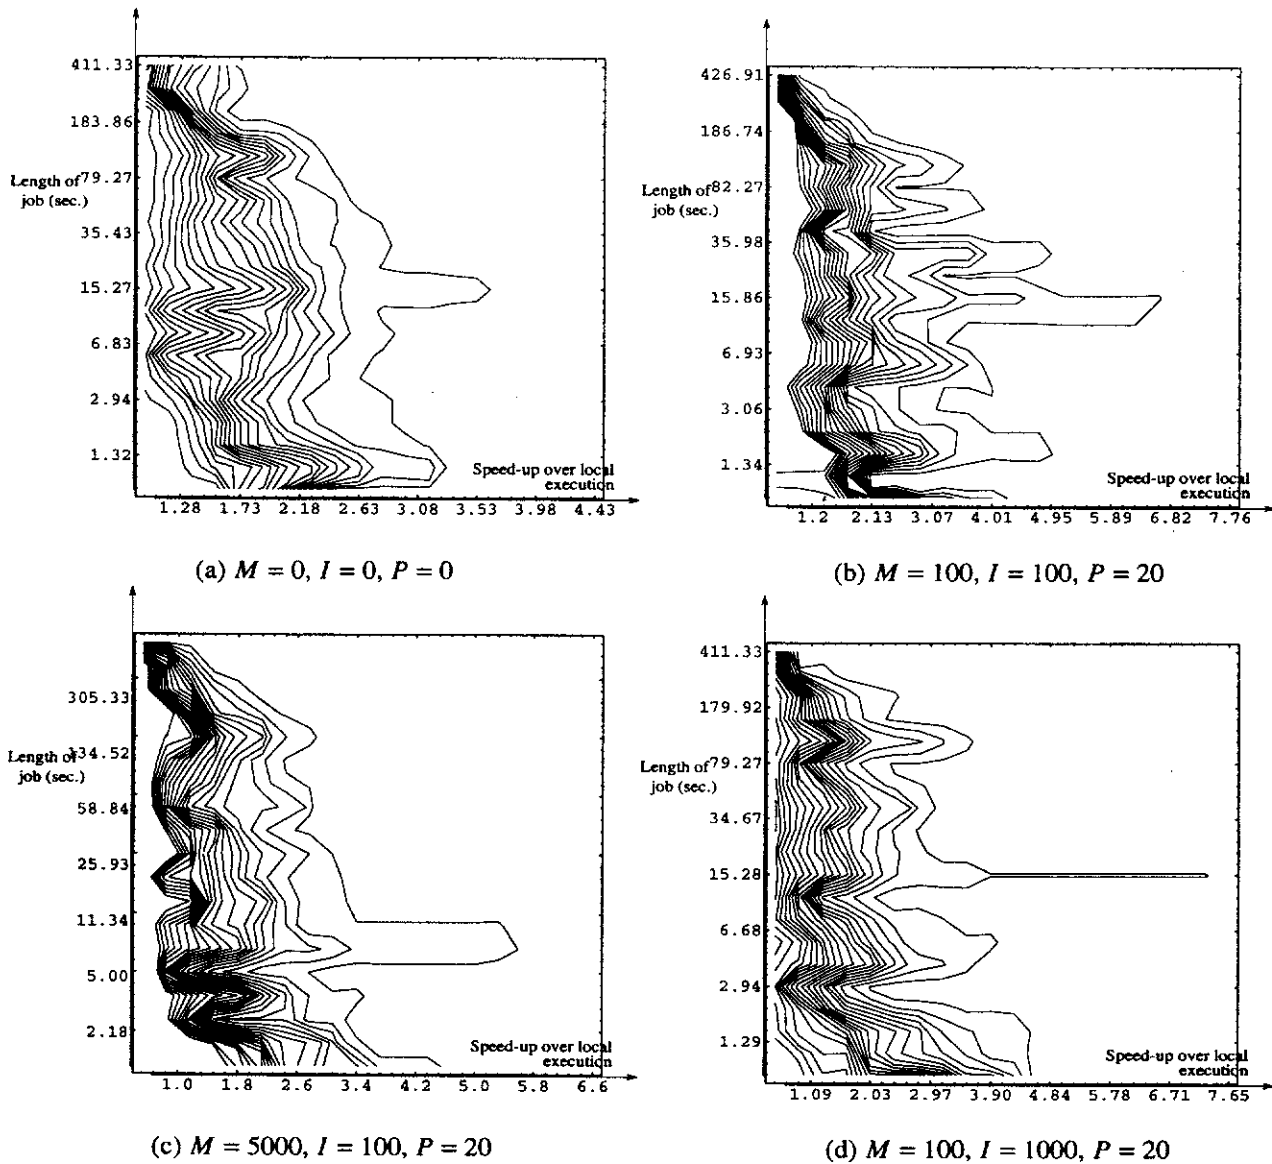 411.33
183.86
Length of 79.27
job (sec.)
35.43
15.27
6.83
2.94
1.32
Speed-up over local
execution
1.28 1.73 2.18 2.63 3.08 3.53 3.98 4.43
(a) M = 0, I = 0, P = 0
426.91
186.74
Length of 82.27
job (sec.)
35.98
15.86
6.93
3.06
1.34
Speed-up over local
execution
1.2 2.13 3.07 4.01 4.95 5.89 6.82 7.76
(b) M = 100, I = 100, P = 20
305.33
Length of 134.52
job (sec.)
58.84
25.93
11.34
5.00
2.18
Speed-up over local
execution
1.0 1.8 2.6 3.4 4.2 5.0 5.8 6.6
(c) M = 5000, I = 100, P = 20
411.33
179.92
Length of 79.27
job (sec.)
34.67
15.28
6.68
2.94
1.29
Speed-up over local
execution
1.09 2.03 2.97 3.90 4.84 5.78 6.71 7.65
(d) M = 100, I = 1000, P = 20